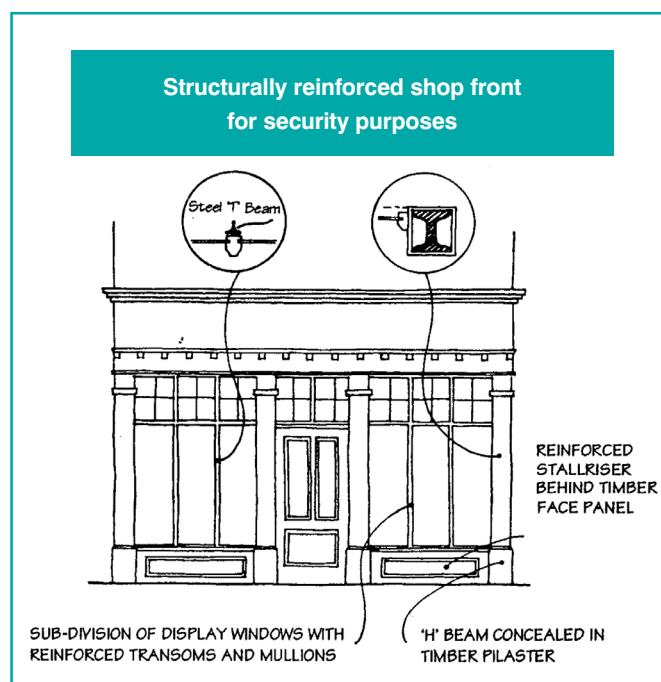 Structurally reinforced shop front
for security purposes
Steel 'T' Beam
REINFORCED
STALLRISER
BEHIND TIMBER
FACE PANEL
SUB-DIVISION OF DISPLAY WINDOWS WITH
REINFORCED TRANSOMS AND MULLIONS
'H' BEAM CONCEALED IN
TIMBER PILASTER